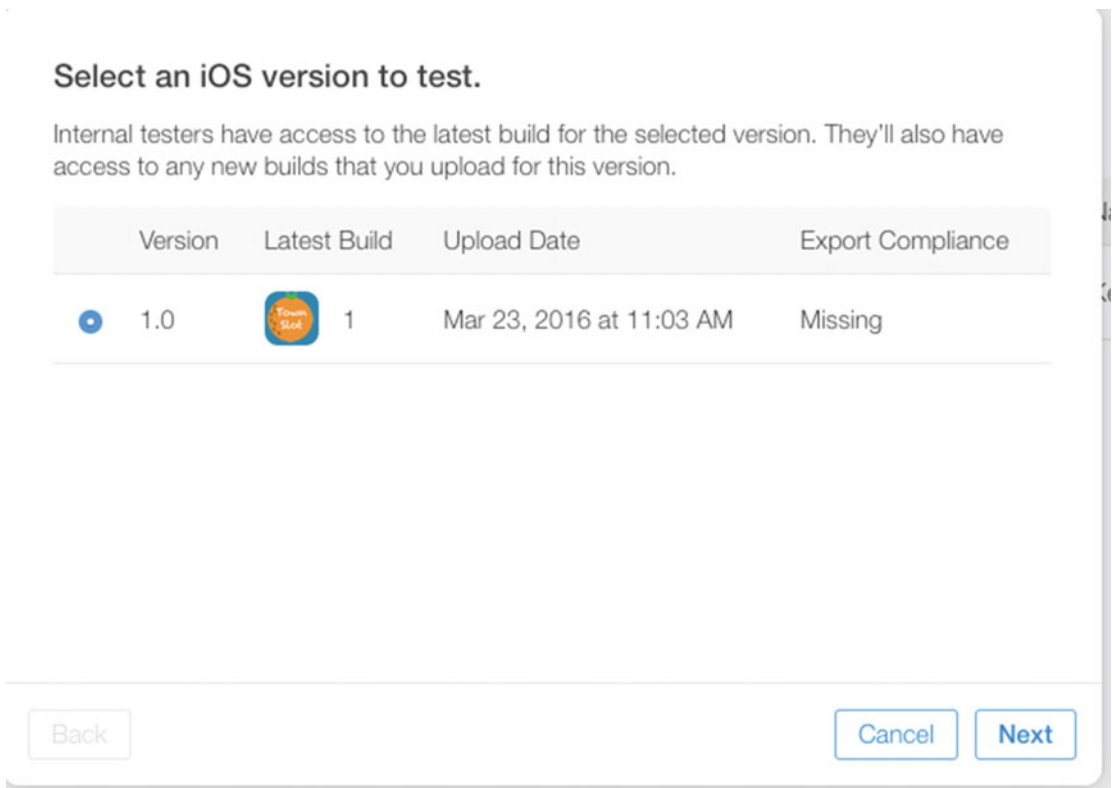 Select an iOS version to test.
Internal testers have access to the latest build for the selected version. They'll also have
access to any new builds that you upload for this version.
Version Latest Build Upload Date Export Compliance
1.0 Town Slot 1 Mar 23, 2016 at 11:03 AM Missing
Back Cancel Next